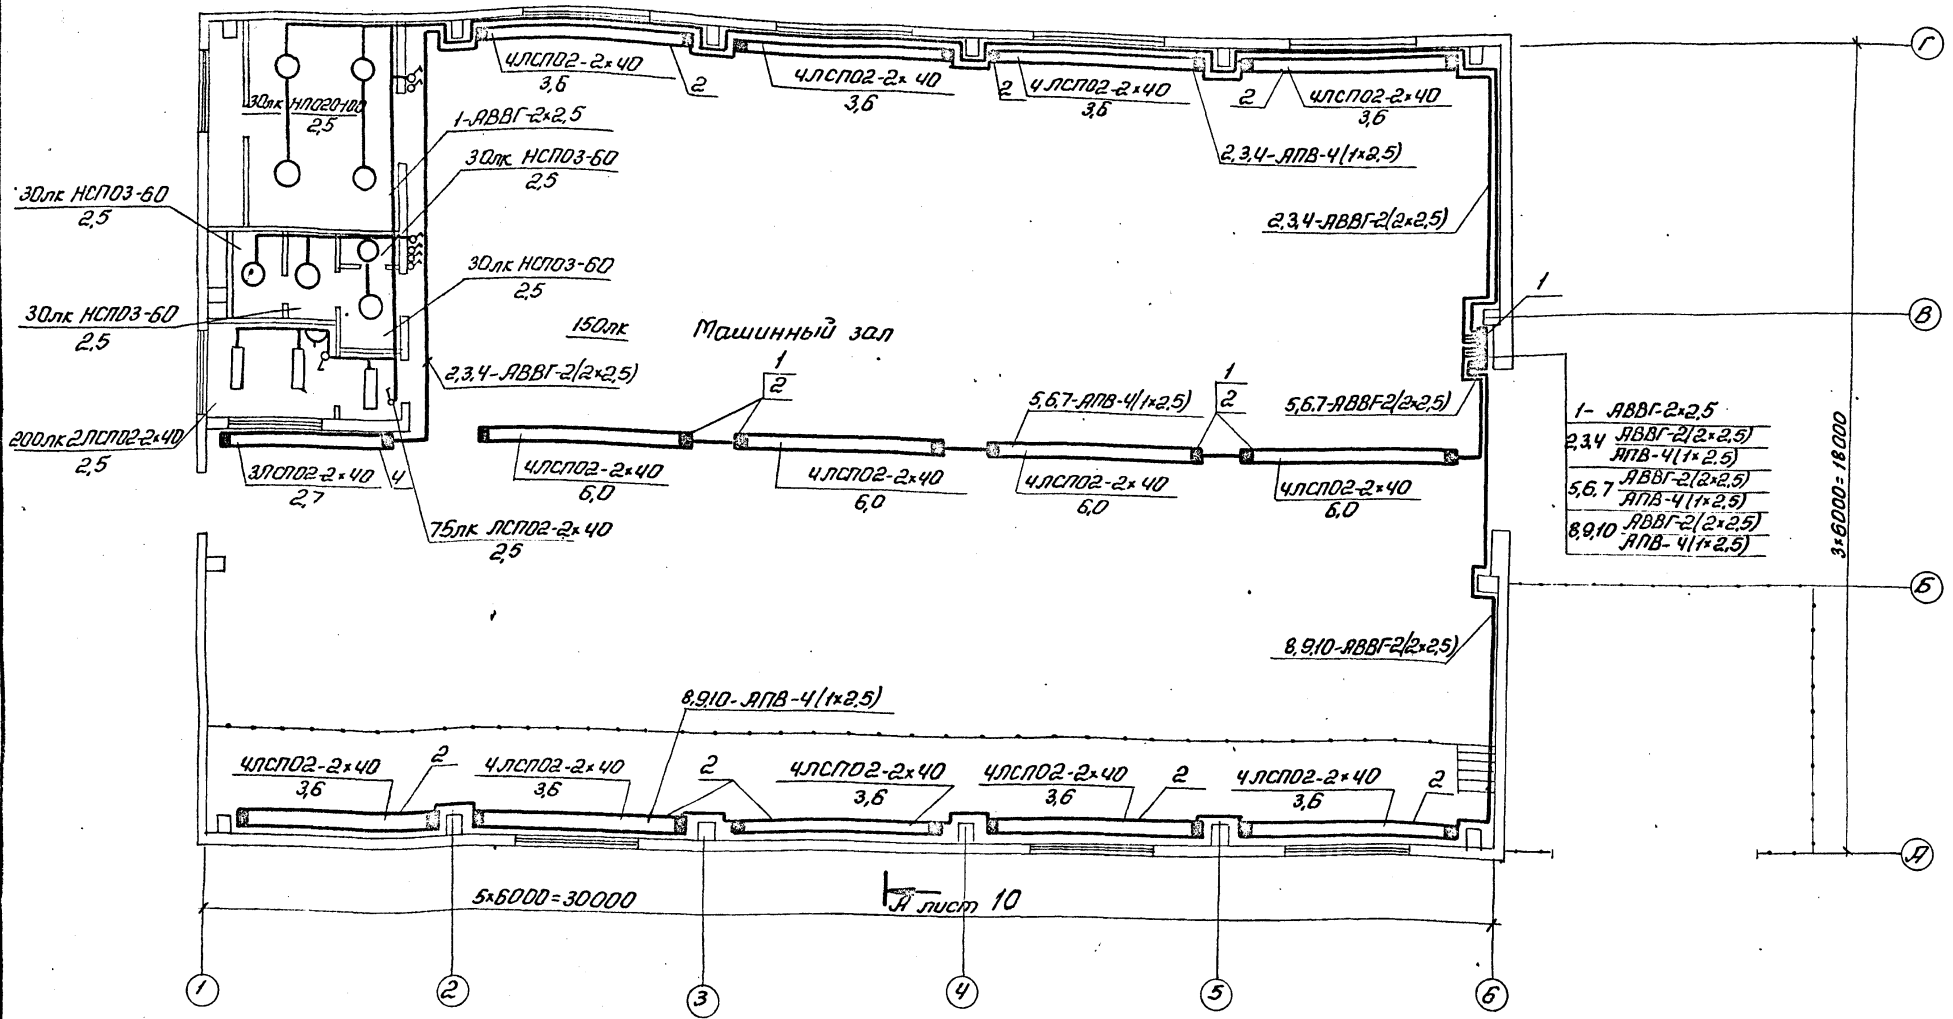 4ЛСП02-2×40
3,6
2
4ЛСП02-2×40
3,6
2
4ЛСП02-2×40
3,6
2
4ЛСП02-2×40
3,6
Г
30лк НПО20-100
2,5
1-АВВГ-2×2,5
30лк НСП03-60
2,5
2,3,4-АПВ-4(1×2,5)
30лк НСП03-60
2,5
2,3,4-АВВГ-2(2×2,5)
30лк НСП03-60
2,5
1
30лк НСП03-60
2,5
150лк
Машинный зал
В
2,3,4-АВВГ-2(2×2,5)
1
2
1
2
5,6,7-АПВ-4(1×2,5)
5,6,7-АВВГ-2(2×2,5)
1- АВВГ-2×2,5
2,3,4 АВВГ-2(2×2,5)
АПВ-4(1×2,5)
5,6,7 АВВГ-2(2×2,5)
АПВ-4(1×2,5)
8,9,10 АВВГ-2(2×2,5)
АПВ-4(1×2,5)
200лк 2ЛСП02-2×40
2,5
3ЛСП02-2×40
2,7
4
4ЛСП02-2×40
6,0
4ЛСП02-2×40
6,0
4ЛСП02-2×40
6,0
4ЛСП02-2×40
6,0
75лк ЛСП02-2×40
2,5
3×6000=18000
Б
8,9,10-АВВГ-2(2×2,5)
8,9,10-АПВ-4(1×2,5)
4ЛСП02-2×40
3,6
2
4ЛСП02-2×40
3,6
2
4ЛСП02-2×40
3,6
4ЛСП02-2×40
3,6
2
4ЛСП02-2×40
3,6
2
А
5×6000=30000
А лист 10
1
2
3
4
5
6